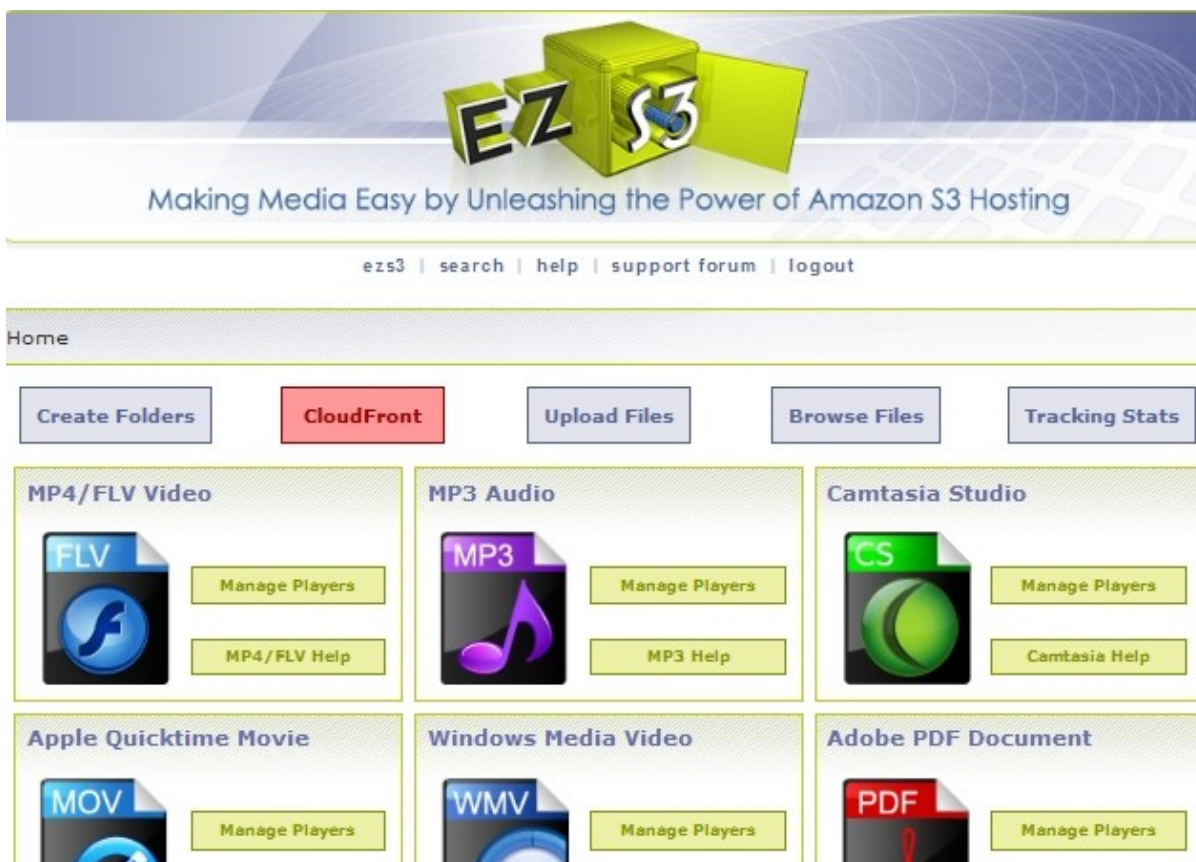 EZ S3
Making Media Easy by Unleashing the Power of Amazon S3 Hosting
ezs3 | search | help | support forum | logout
Home
Create Folders CloudFront Upload Files Browse Files Tracking Stats
MP4/FLV Video MP3 Audio Camtasia Studio
FLV MP3 CS
Manage Players Manage Players Manage Players
MP4/FLV Help MP3 Help Camtasia Help
Apple Quicktime Movie Windows Media Video Adobe PDF Document
MOV WMV PDF
Manage Players Manage Players Manage Players